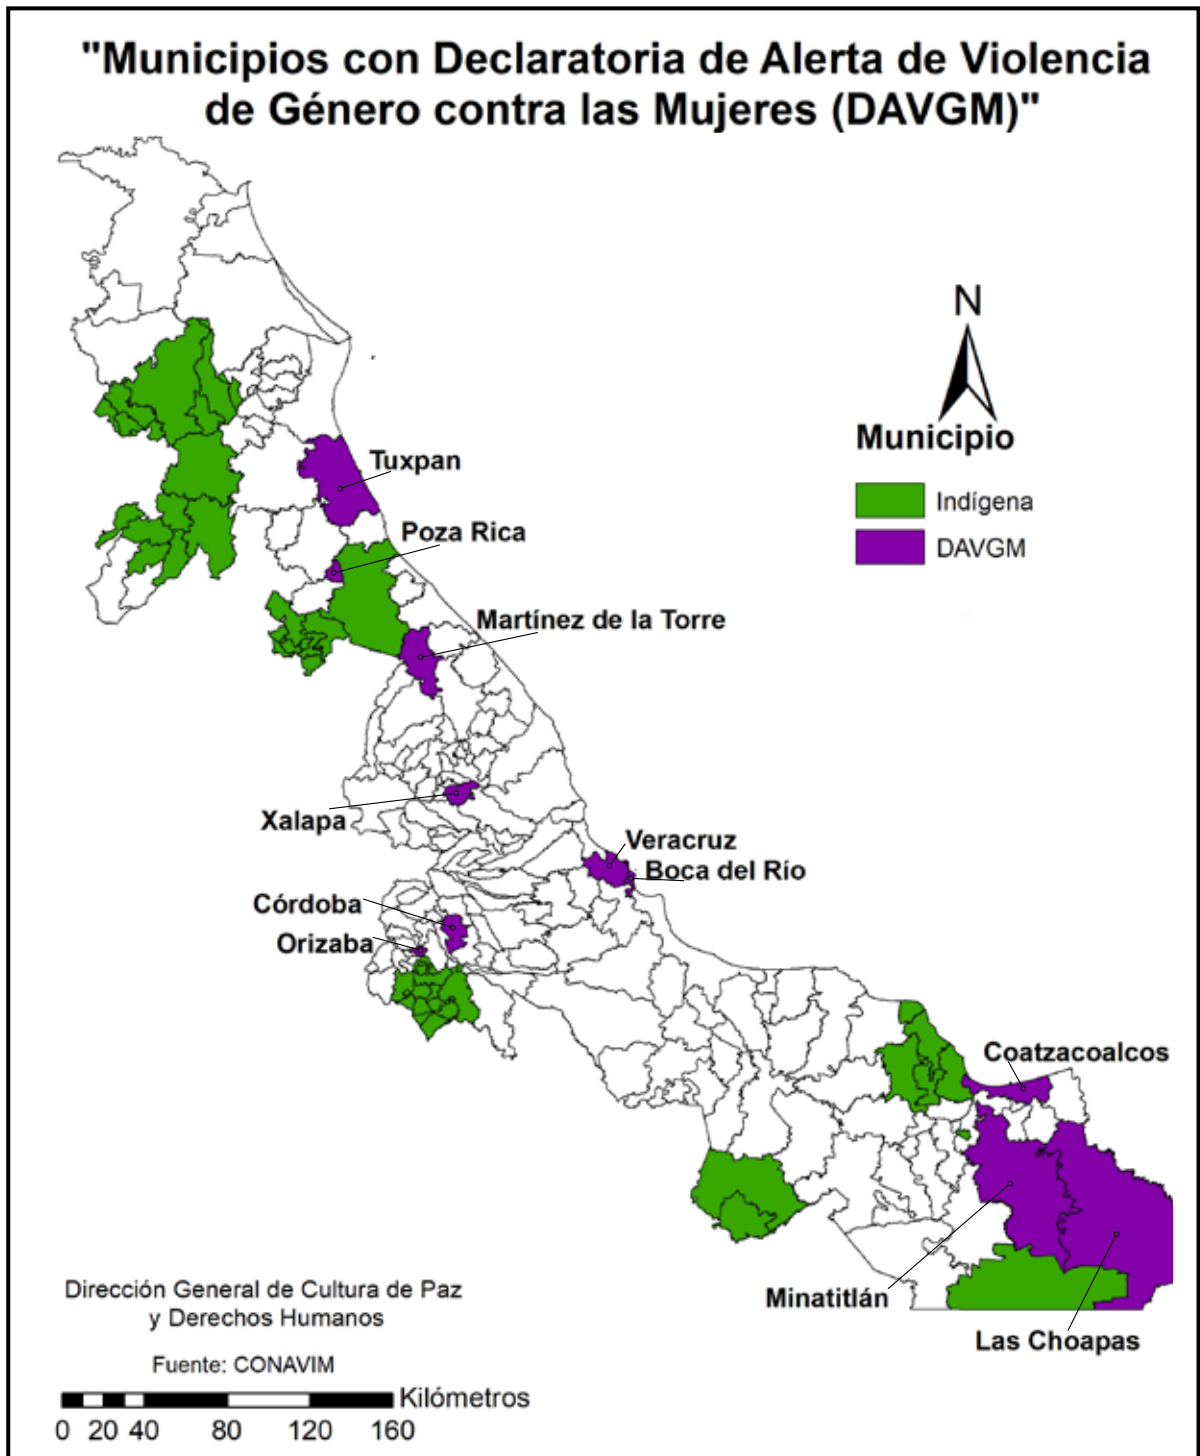 "Municipios con Declaratoria de Alerta de Violencia
de Género contra las Mujeres (DAVGM)"
N
Municipio
Indígena
DAVGM
Tuxpan
Poza Rica
Martínez de la Torre
Xalapa
Veracruz
Boca del Río
Córdoba
Orizaba
Coatzacoalcos
Minatitlán
Las Choapas
Dirección General de Cultura de Paz
y Derechos Humanos
Fuente: CONAVIM
Kilómetros
0 20 40 80 120 160